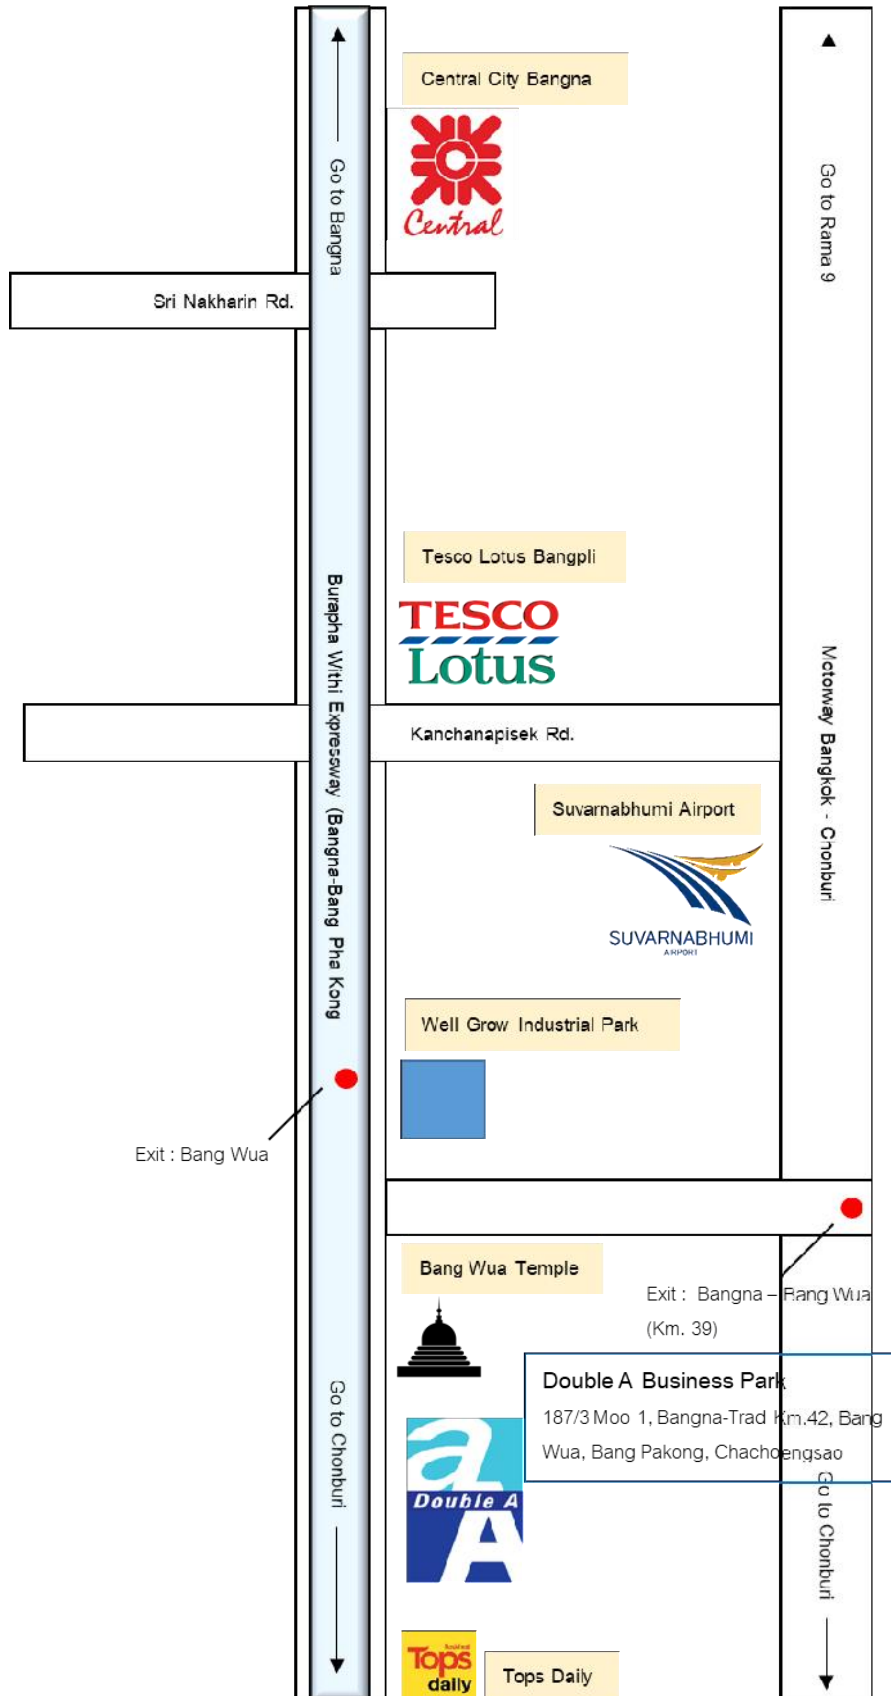 Central City Bangna
Central
Go to Bangna
Go to Rama 9
Sri Nakharin Rd.
Tesco Lotus Bangpli
TESCO
Lotus
Burapha Withi Expressway (Bangna-Bang Pha Kong
Motorway Bangkok - Chonburi
Kanchanapisek Rd.
Suvarnabhumi Airport
SUVARNABHUMI
AIRPORT
Well Grow Industrial Park
Exit : Bang Wua
Bang Wua Temple
Exit : Bangna – Bang Wua
(Km. 39)
Double A Business Park
187/3 Moo 1, Bangna-Trad Km.42, Bang
Wua, Bang Pakong, Chachoengsao
Go to Chonburi
Go to Chonburi
a
Double A
A
Tops
daily
Tops Daily